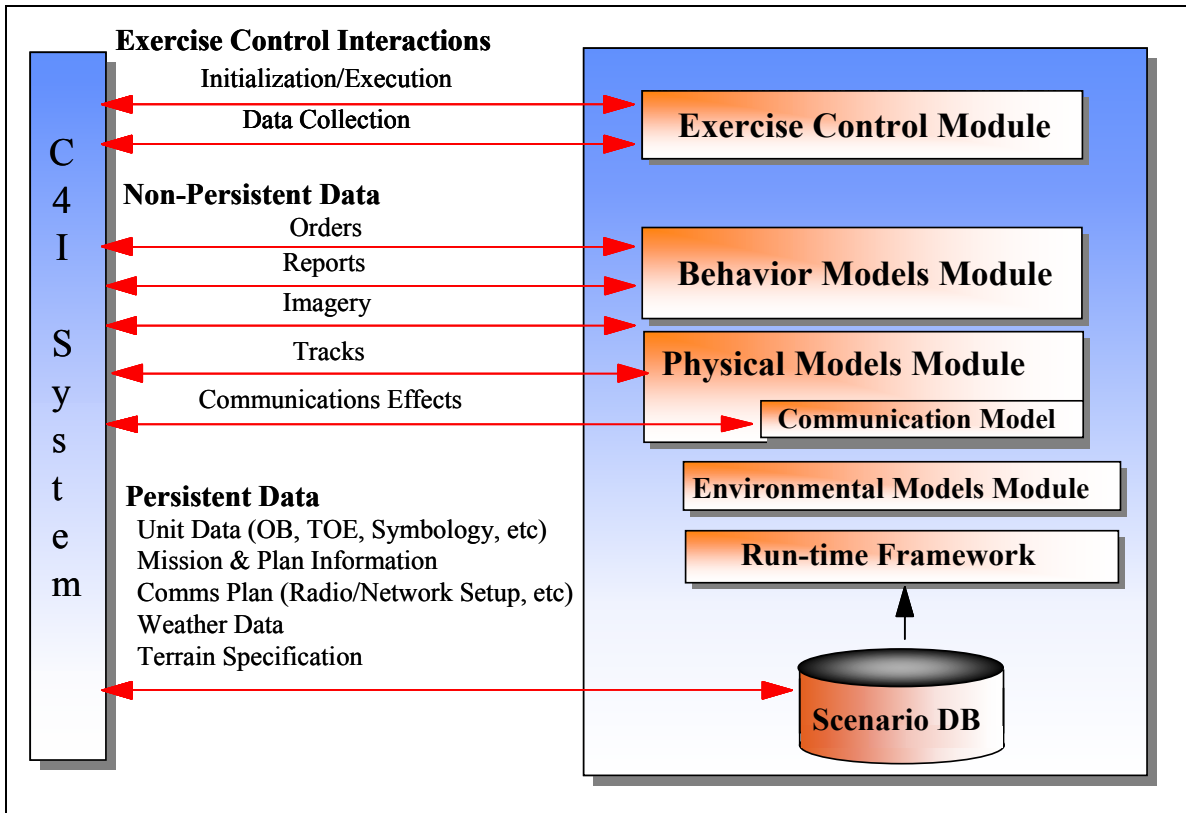 Exercise Control Interactions
Initialization/Execution
Data Collection
C4I System
Non-Persistent Data
Orders
Reports
Imagery
Tracks
Communications Effects
Persistent Data
Unit Data (OB, TOE, Symbology, etc)
Mission & Plan Information
Comms Plan (Radio/Network Setup, etc)
Weather Data
Terrain Specification
Exercise Control Module
Behavior Models Module
Physical Models Module
Communication Model
Environmental Models Module
Run-time Framework
Scenario DB